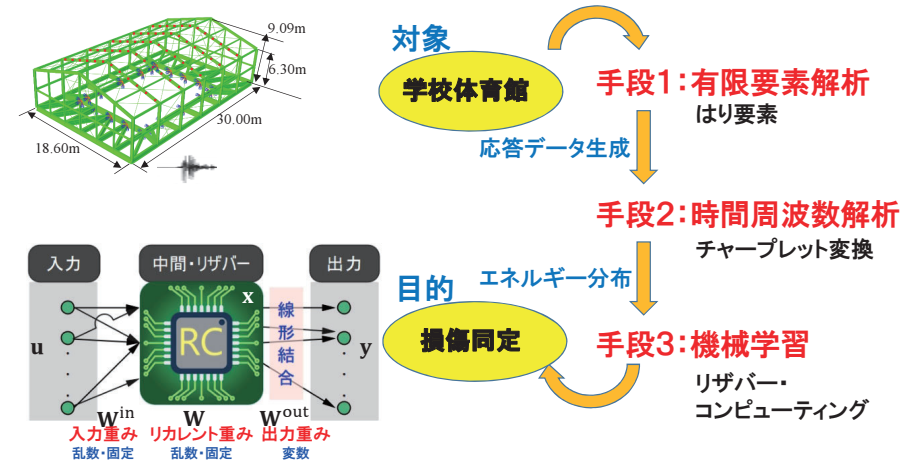 9.09m
6.30m
30.00m
18.60m
対象
学校体育館
手段1：有限要素解析
はり要素
応答データ生成
手段2：時間周波数解析
チャープレット変換
エネルギー分布
目的
損傷同定
手段3：機械学習
リザバー・
コンピューティング
入力 中間・リザバー 出力
x
u RC 線形結合 y
W^in W W^out
入力重み リカレント重み 出力重み
乱数・固定 乱数・固定 変数